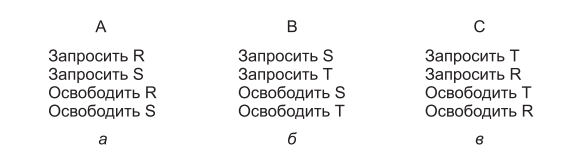 A
Запросить R
Запросить S
Освободить R
Освободить S
а
B
Запросить S
Запросить T
Освободить S
Освободить T
б
C
Запросить T
Запросить R
Освободить T
Освободить R
в